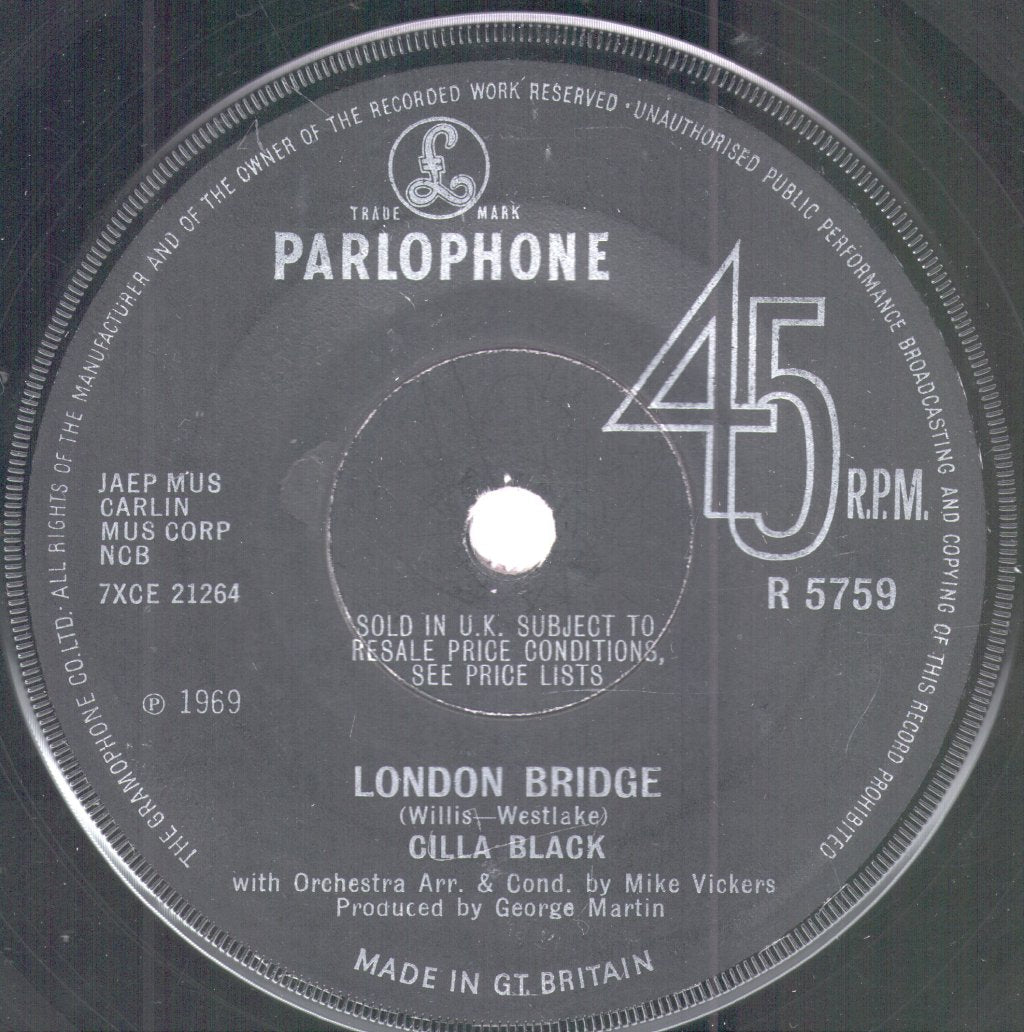 THE GRAMOPHONE CO. LTD. · ALL RIGHTS OF THE MANUFACTURER AND OF THE OWNER OF THE RECORDED WORK RESERVED · UNAUTHORISED PUBLIC PERFORMANCE BROADCASTING AND COPYING OF THIS RECORD PROHIBITED
£
TRADE MARK
PARLOPHONE
45 R.P.M.
JAEP MUS
CARLIN
MUS CORP
NCB
7XCE 21264
R 5759
SOLD IN U.K. SUBJECT TO
RESALE PRICE CONDITIONS,
SEE PRICE LISTS
℗ 1969
LONDON BRIDGE
(Willis—Westlake)
CILLA BLACK
with Orchestra Arr. & Cond. by Mike Vickers
Produced by George Martin
MADE IN GT. BRITAIN